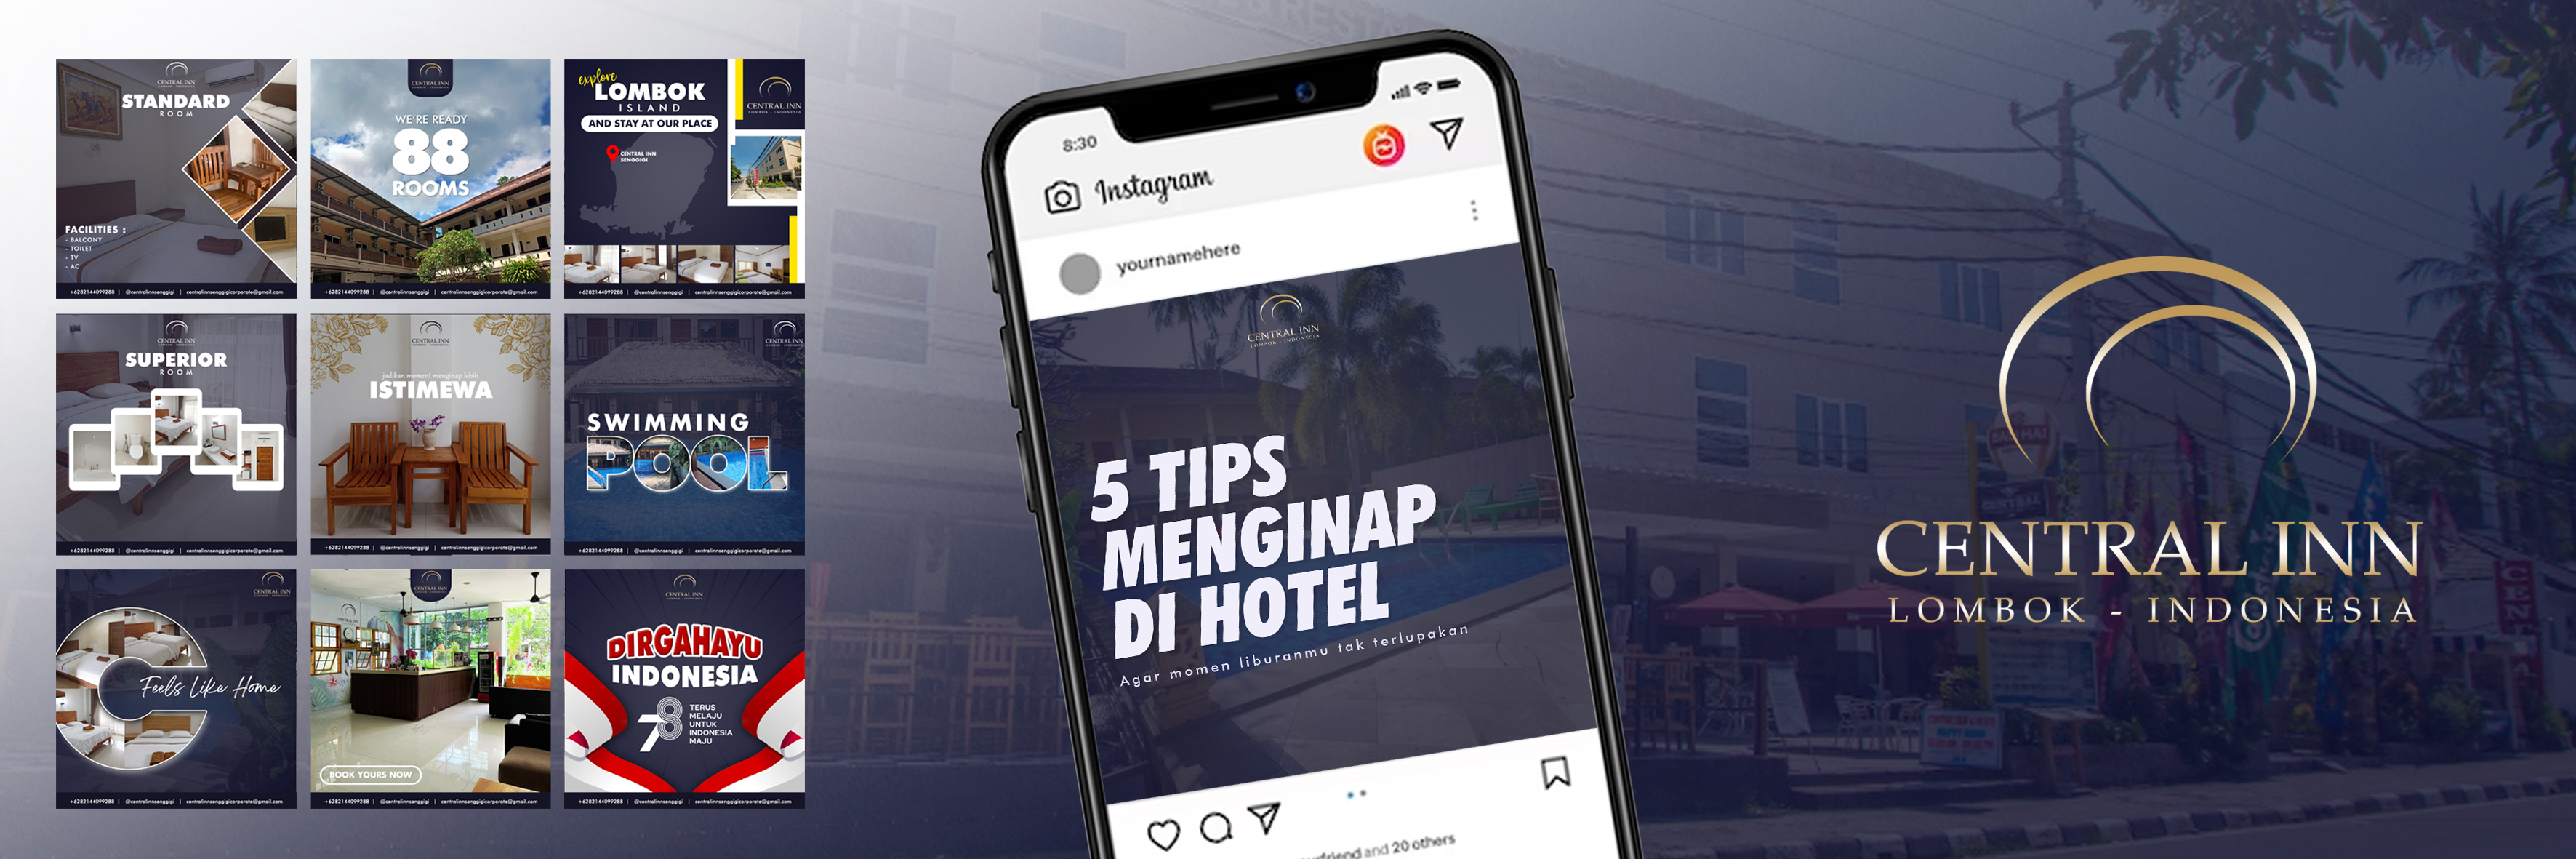 CENTRAL INN
STANDARD
ROOM
FACILITIES :
- BALCONY
- TOILET
- TV
- AC
+6282144099288 | @centralinnsenggigi | centralinnsenggigicorporate@gmail.com
CENTRAL INN
WE'RE READY
88
ROOMS
+6282144099288 | @centralinnsenggigi | centralinnsenggigicorporate@gmail.com
explore
LOMBOK
ISLAND
AND STAY AT OUR PLACE
CENTRAL INN
SENGGIGI
CENTRAL INN
LOMBOK - INDONESIA
+6282144099288 | @centralinnsenggigi | centralinnsenggigicorporate@gmail.com
CENTRAL INN
SUPERIOR
ROOM
+6282144099288 | @centralinnsenggigi | centralinnsenggigicorporate@gmail.com
CENTRAL INN
jadikan moment menginap lebih
ISTIMEWA
+6282144099288 | @centralinnsenggigi | centralinnsenggigicorporate@gmail.com
CENTRAL INN
SWIMMING
POOL
+6282144099288 | @centralinnsenggigi | centralinnsenggigicorporate@gmail.com
CENTRAL INN
LOMBOK - INDONESIA
Feels Like Home
+6282144099288 | @centralinnsenggigi | centralinnsenggigicorporate@gmail.com
CENTRAL INN
BOOK YOURS NOW
+6282144099288 | @centralinnsenggigi | centralinnsenggigicorporate@gmail.com
CENTRAL INN
LOMBOK - INDONESIA
DIRGAHAYU
INDONESIA
78
TERUS
MELAJU
UNTUK
INDONESIA
MAJU
+6282144099288 | @centralinnsenggigi | centralinnsenggigicorporate@gmail.com
8:30
Instagram
yournamehere
CENTRAL INN
LOMBOK - INDONESIA
5 TIPS
MENGINAP
DI HOTEL
Agar momen liburanmu tak terlupakan
and 20 others
CENTRAL INN
LOMBOK - INDONESIA